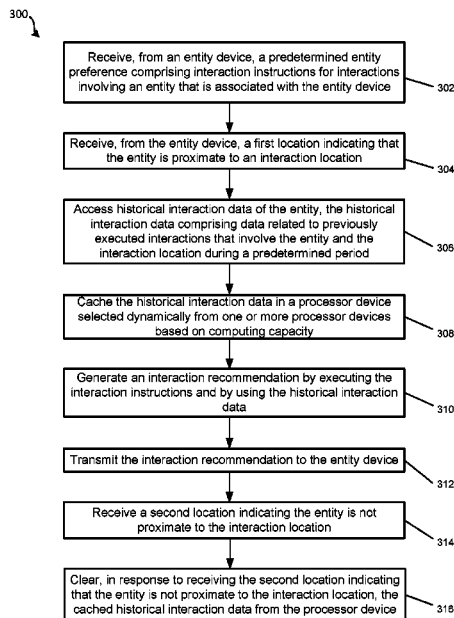 300
Receive, from an entity device, a predetermined entity
preference comprising interaction instructions for interactions
involving an entity that is associated with the entity device
302
Receive, from the entity device, a first location indicating that
the entity is proximate to an interaction location
304
Access historical interaction data of the entity, the historical
interaction data comprising data related to previously
executed interactions that involve the entity and the
interaction location during a predetermined period
306
Cache the historical interaction data in a processor device
selected dynamically from one or more processor devices
based on computing capacity
308
Generate an interaction recommendation by executing the
interaction instructions and by using the historical interaction
data
310
Transmit the interaction recommendation to the entity device
312
Receive a second location indicating the entity is not
proximate to the interaction location
314
Clear, in response to receiving the second location indicating
that the entity is not proximate to the interaction location, the
cached historical interaction data from the processor device
316